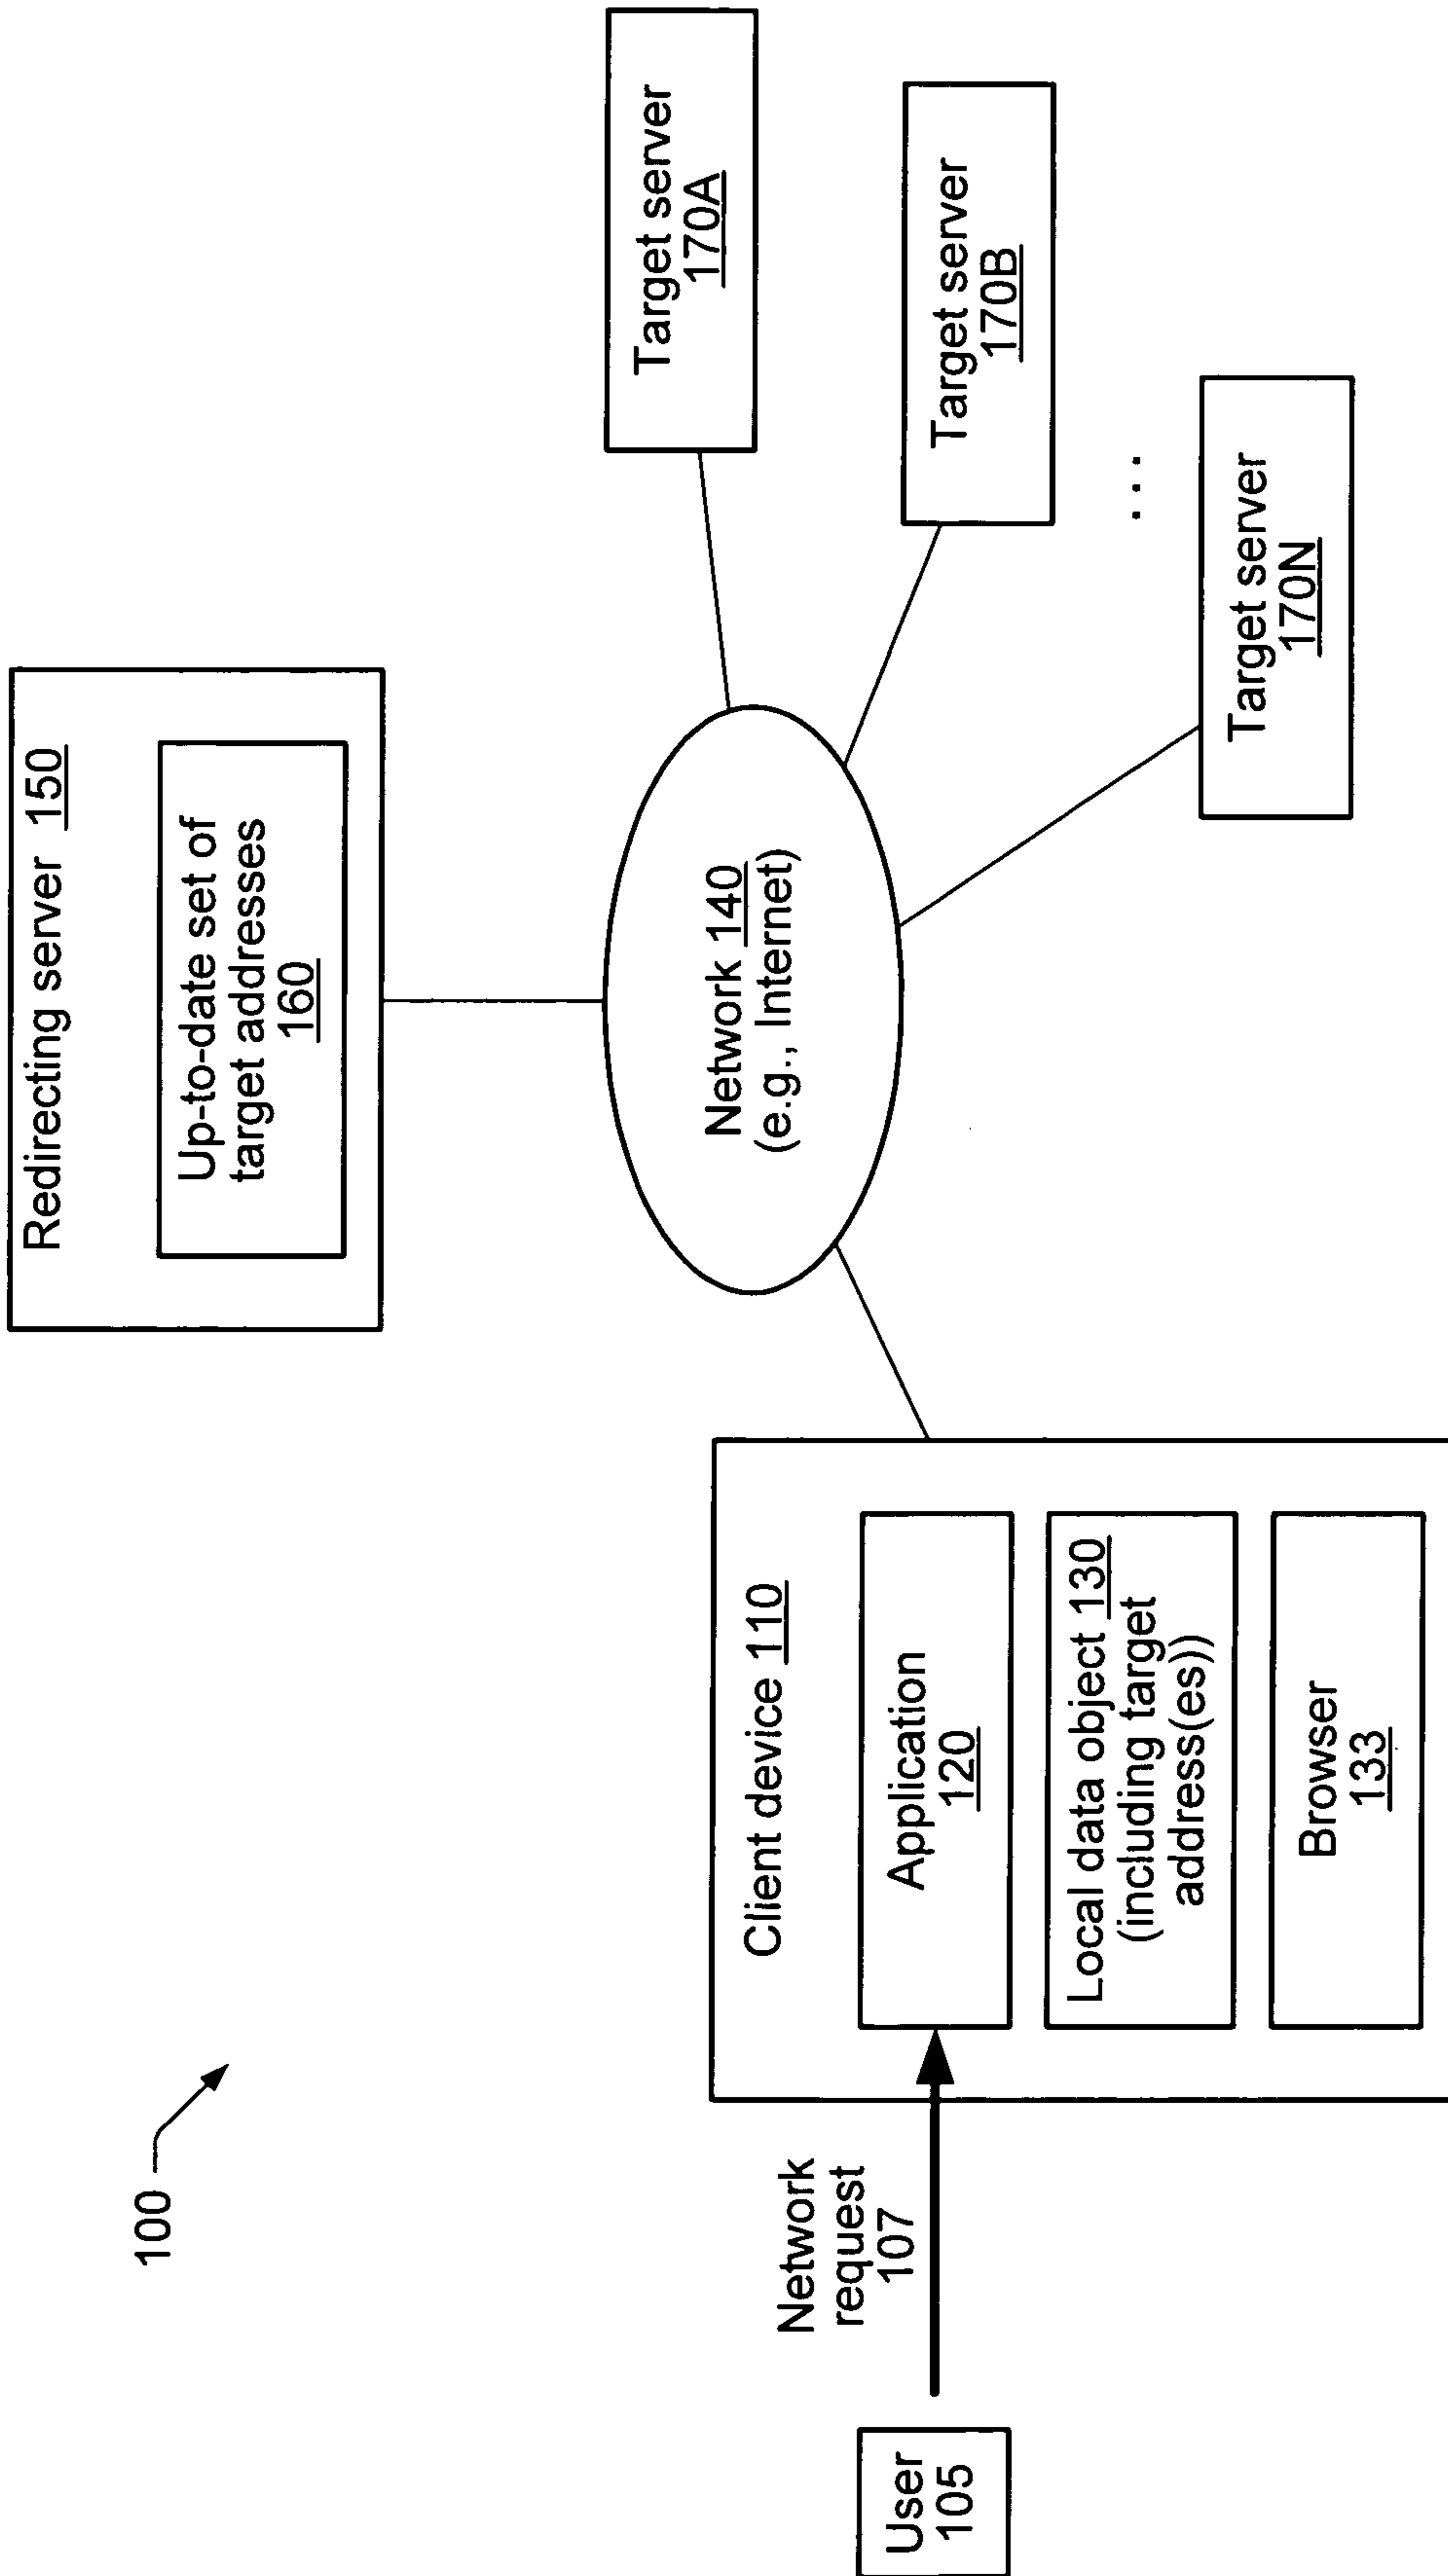 100
Redirecting server 150
Up-to-date set of
target addresses
160
User
105
Network
request
107
Client device 110
Application
120
Local data object 130
(including target
address(es))
Browser
133
Network 140
(e.g., Internet)
Target server
170A
Target server
170B
...
Target server
170N